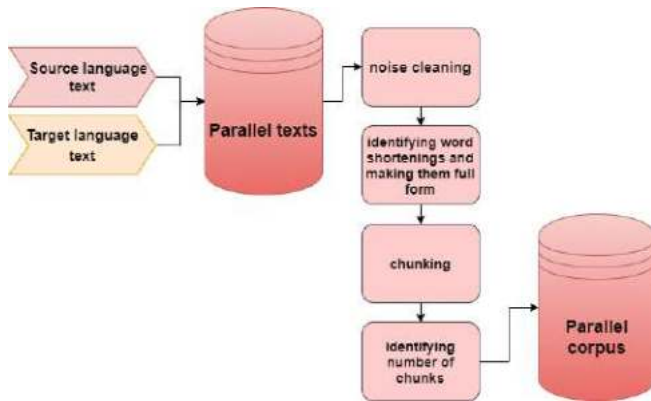 Source language
text
Target language
text
Parallel texts
noise cleaning
identifying word
shortenings and
making them full
form
chunking
identifying
number of
chunks
Parallel
corpus